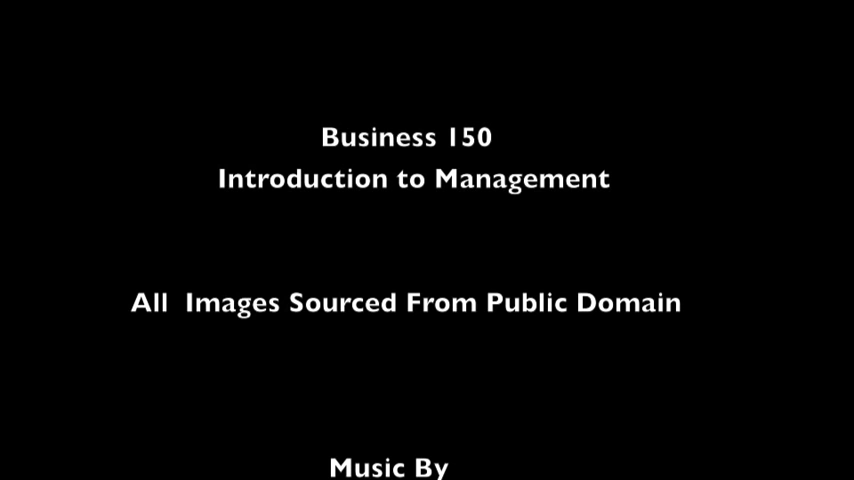 Business 150
Introduction to Management
All Images Sourced From Public Domain
Music By